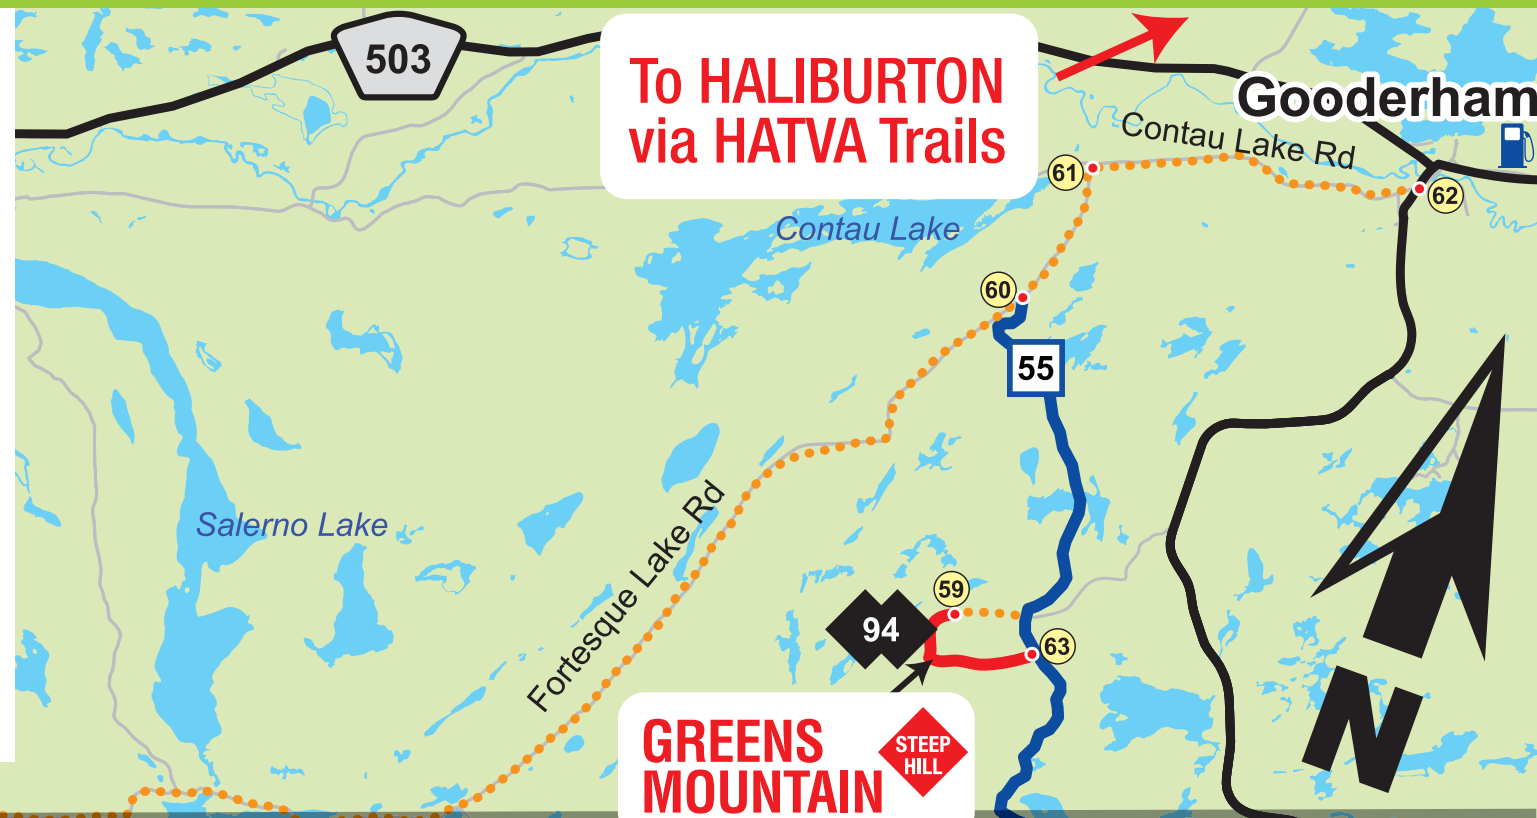 503
To HALIBURTON
via HATVA Trails
Gooderham
Contau Lake Rd
61
62
Contau Lake
60
55
Salerno Lake
Fortesque Lake Rd
59
94
63
GREENS
MOUNTAIN
STEEP
HILL
N